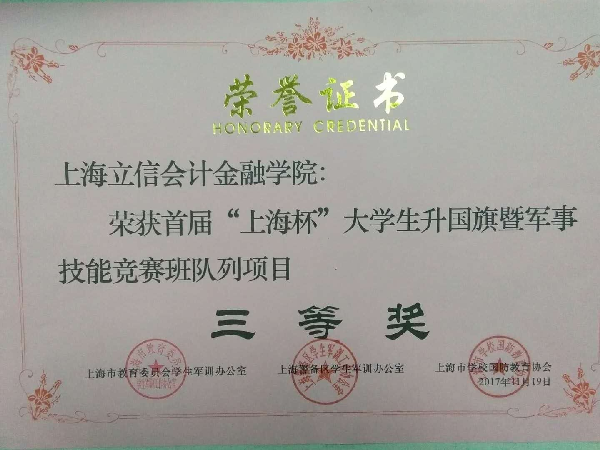 荣誉证书
HONORARY CREDENTIAL
上海立信会计金融学院:
荣获首届“上海杯”大学生升国旗暨军事
技能竞赛班队列项目
三等奖
上海市教育委员会学生军训办公室 上海警备区学生军训办公室 上海市学校国防教育协会
2017年11月19日